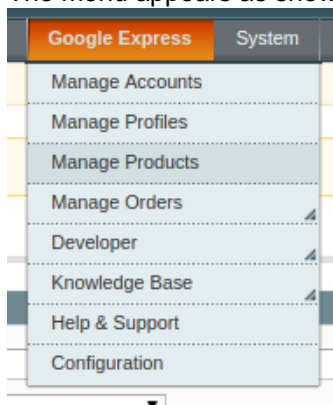 Google Express System
Manage Accounts
Manage Profiles
Manage Products
Manage Orders
Developer
Knowledge Base
Help & Support
Configuration